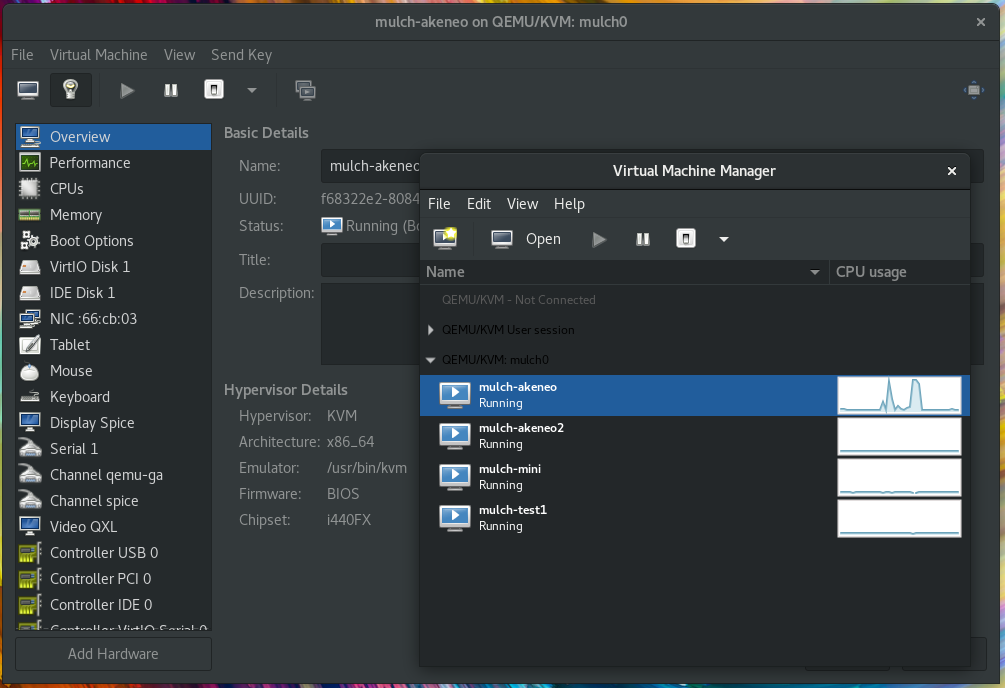 mulch-akeneo on QEMU/KVM: mulch0
File Virtual Machine View Send Key
Overview
Performance
CPUs
Memory
Boot Options
VirtIO Disk 1
IDE Disk 1
NIC :66:cb:03
Tablet
Mouse
Keyboard
Display Spice
Serial 1
Channel qemu-ga
Channel spice
Video QXL
Controller USB 0
Controller PCI 0
Controller IDE 0
Controller VirtIO Serial 0
Add Hardware
Basic Details
Name: mulch-akeneo
UUID: f68322e2-8084
Status: Running (Bo
Title:
Description:
Hypervisor Details
Hypervisor: KVM
Architecture: x86_64
Emulator: /usr/bin/kvm
Firmware: BIOS
Chipset: i440FX
Virtual Machine Manager
File Edit View Help
Open
Name CPU usage
QEMU/KVM - Not Connected
QEMU/KVM User session
QEMU/KVM: mulch0
mulch-akeneo
Running
mulch-akeneo2
Running
mulch-mini
Running
mulch-test1
Running